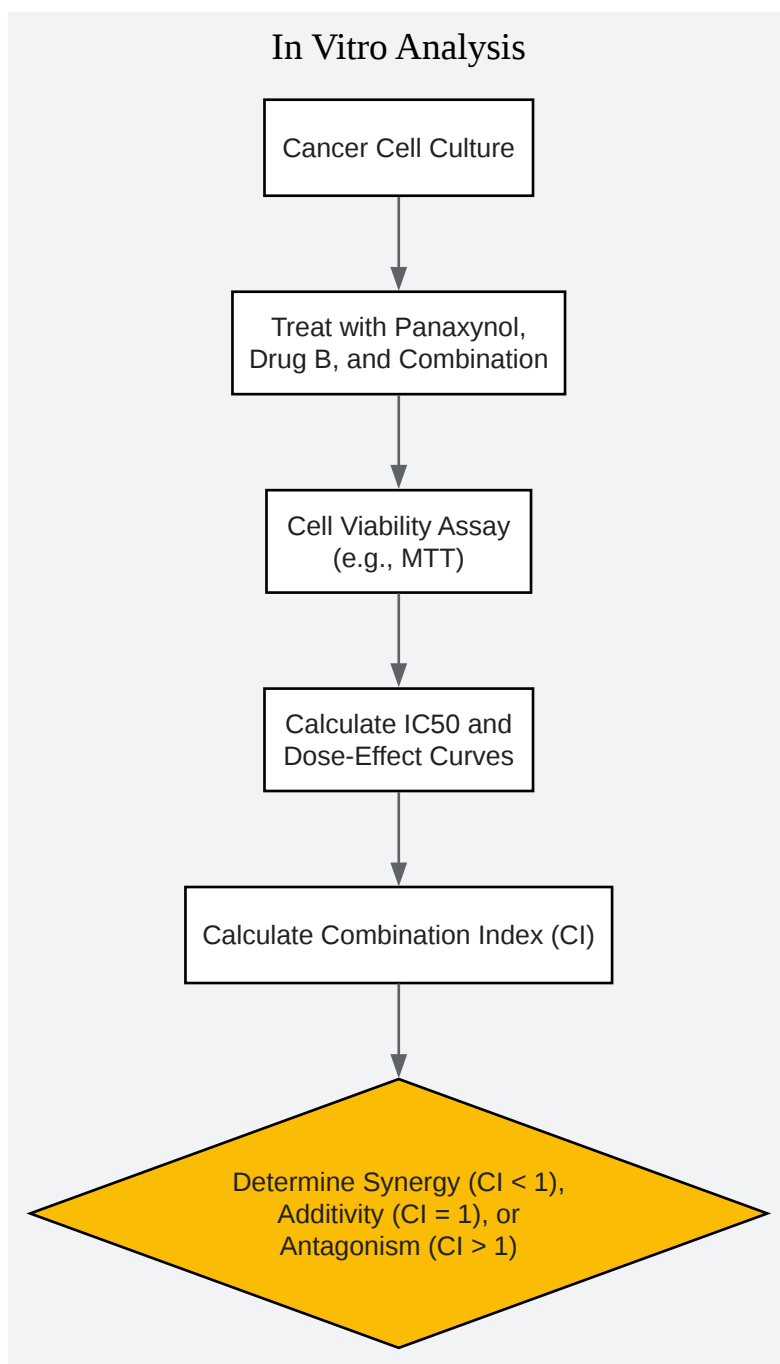 In Vitro Analysis
Cancer Cell Culture
Treat with Panaxynol,
Drug B, and Combination
Cell Viability Assay
(e.g., MTT)
Calculate IC50 and
Dose-Effect Curves
Calculate Combination Index (CI)
Determine Synergy (CI < 1),
Additivity (CI = 1), or
Antagonism (CI > 1)